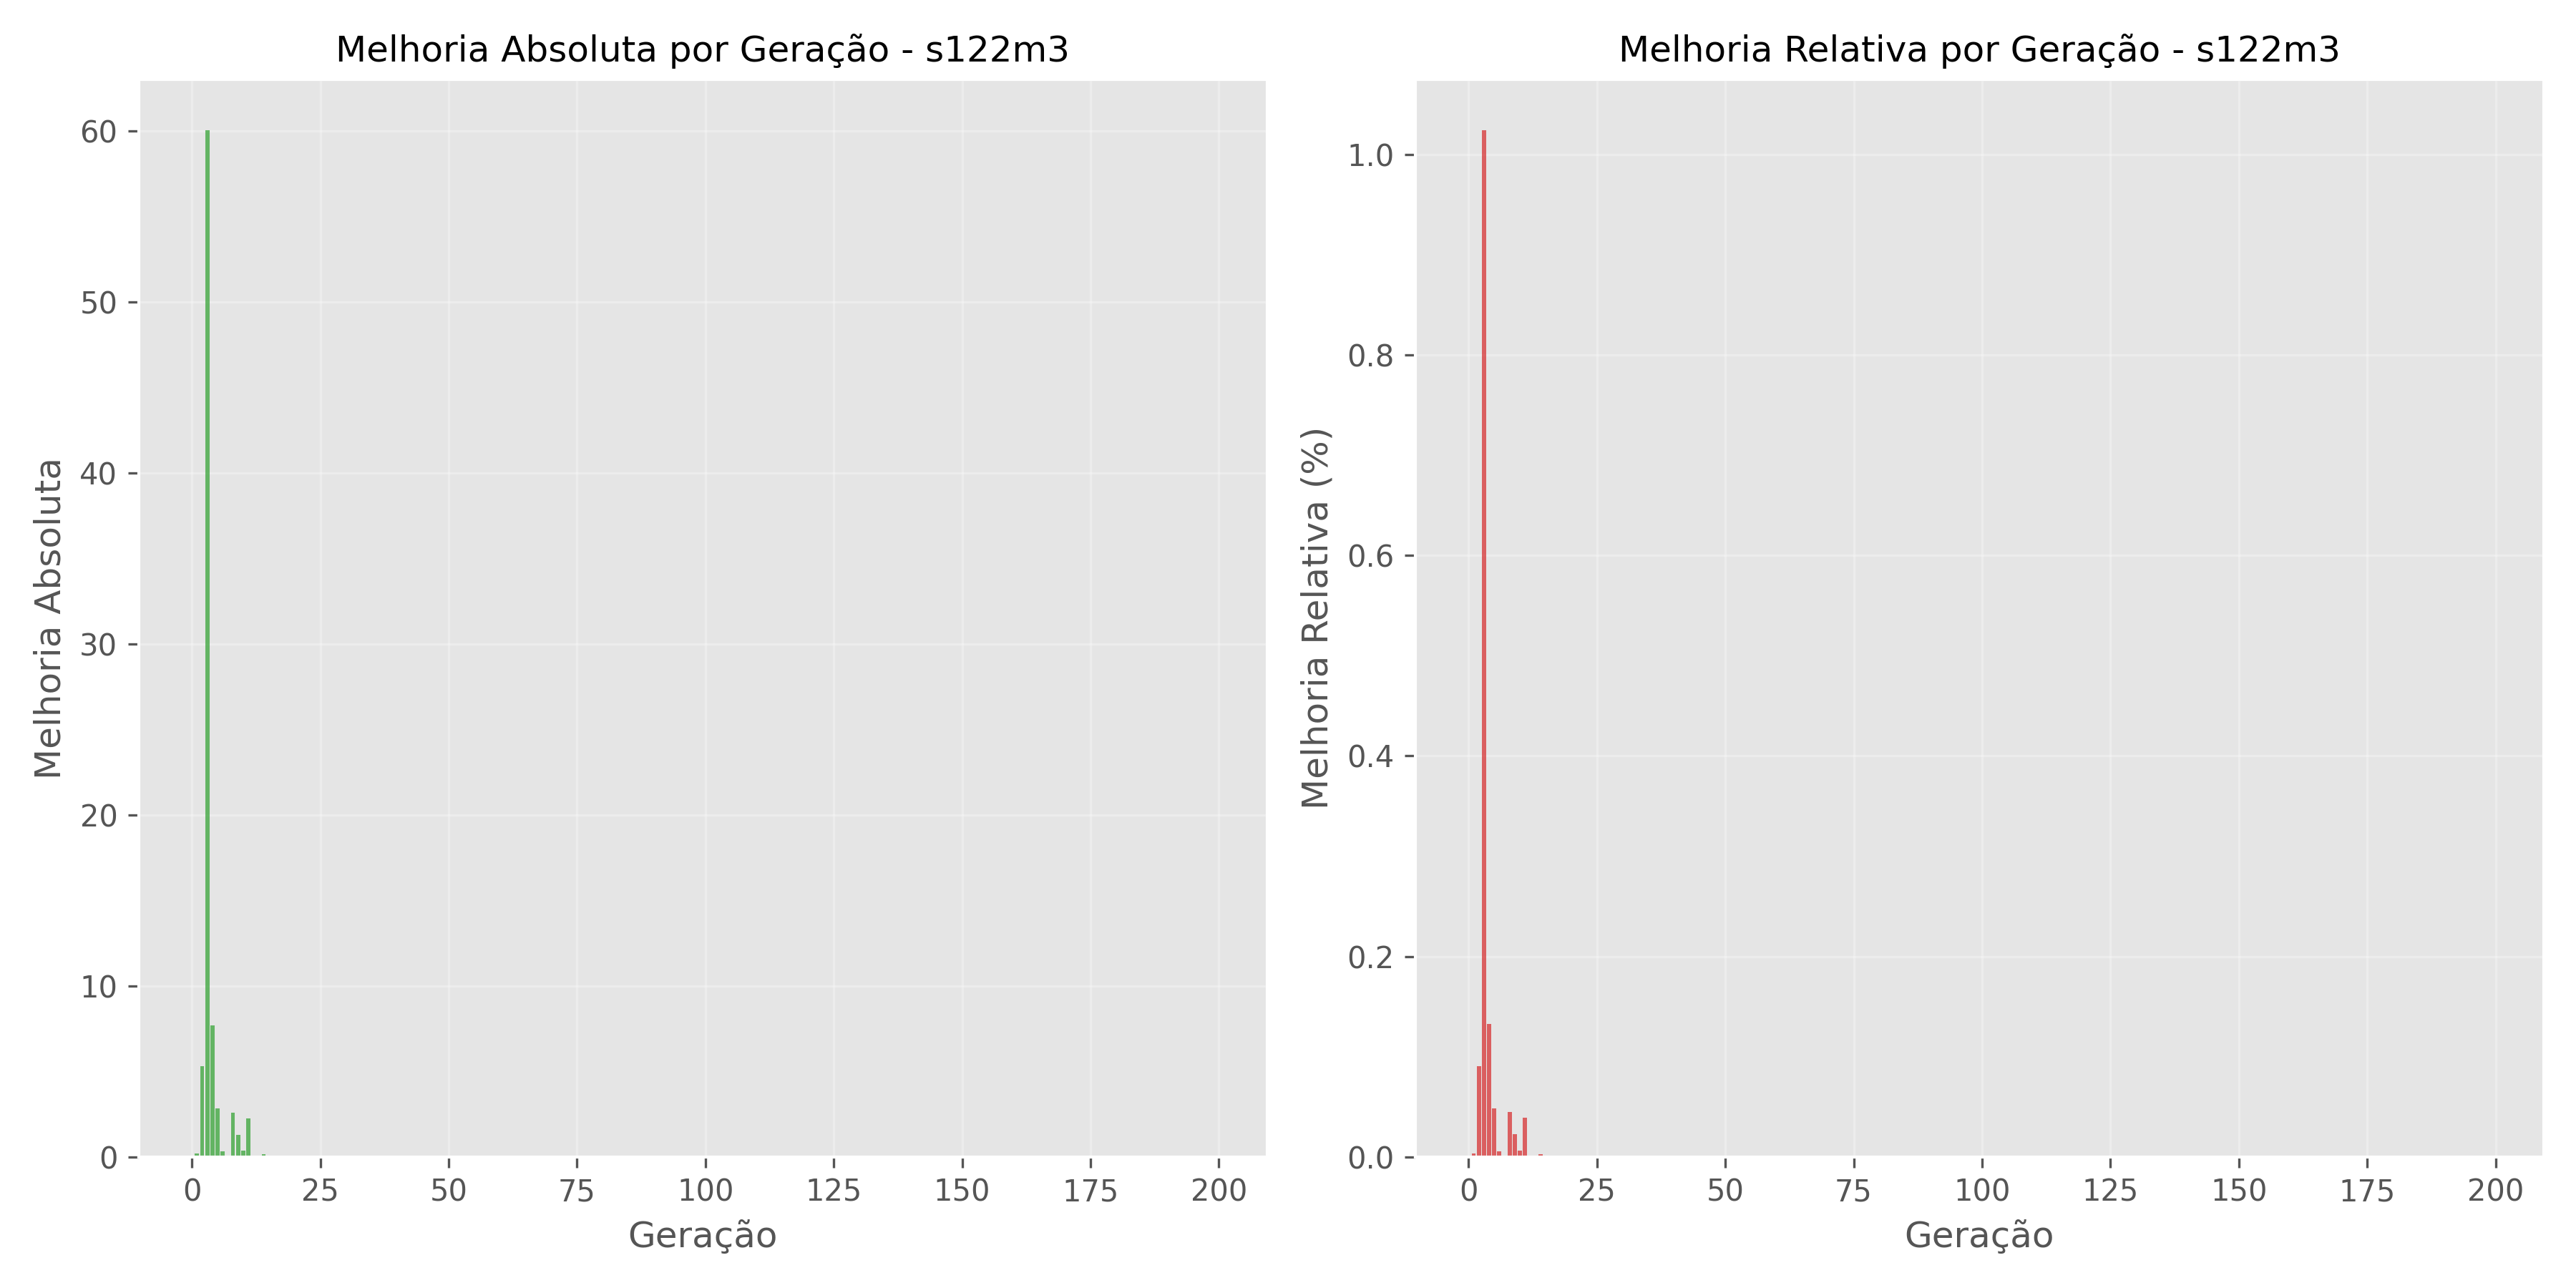 Melhoria Absoluta por Geração - s122m3
Melhoria Absoluta
60
50
40
30
20
10
0
0 25 50 75 100 125 150 175 200
Geração
Melhoria Relativa por Geração - s122m3
Melhoria Relativa (%)
1.0
0.8
0.6
0.4
0.2
0.0
0 25 50 75 100 125 150 175 200
Geração